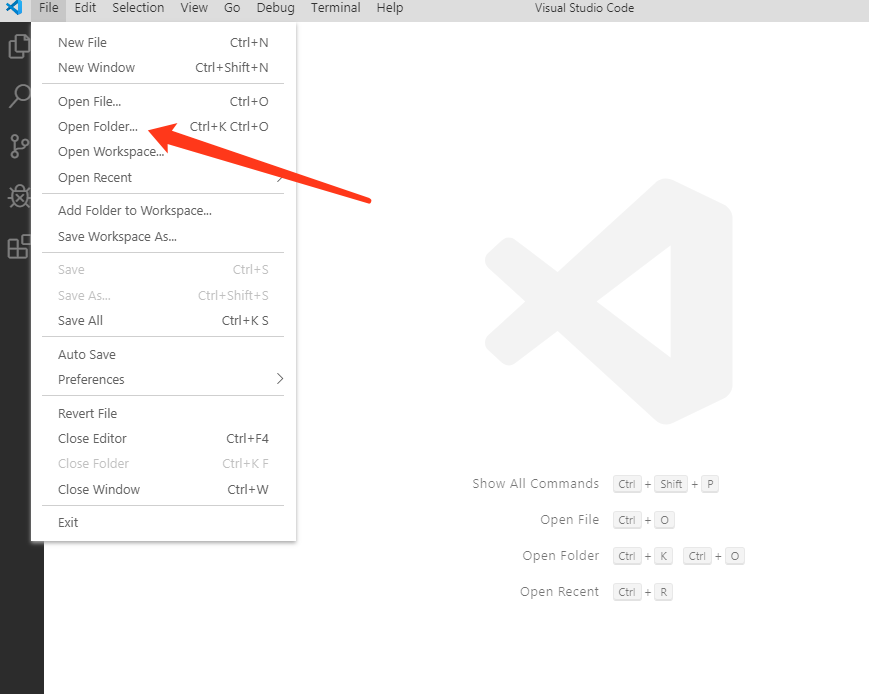 File Edit Selection View Go Debug Terminal Help Visual Studio Code
New File Ctrl+N
New Window Ctrl+Shift+N
Open File... Ctrl+O
Open Folder... Ctrl+K Ctrl+O
Open Workspace...
Open Recent
Add Folder to Workspace...
Save Workspace As...
Save Ctrl+S
Save As... Ctrl+Shift+S
Save All Ctrl+K S
Auto Save
Preferences
Revert File
Close Editor Ctrl+F4
Close Folder Ctrl+K F
Close Window Ctrl+W
Exit
Show All Commands Ctrl + Shift + P
Open File Ctrl + O
Open Folder Ctrl + K Ctrl + O
Open Recent Ctrl + R